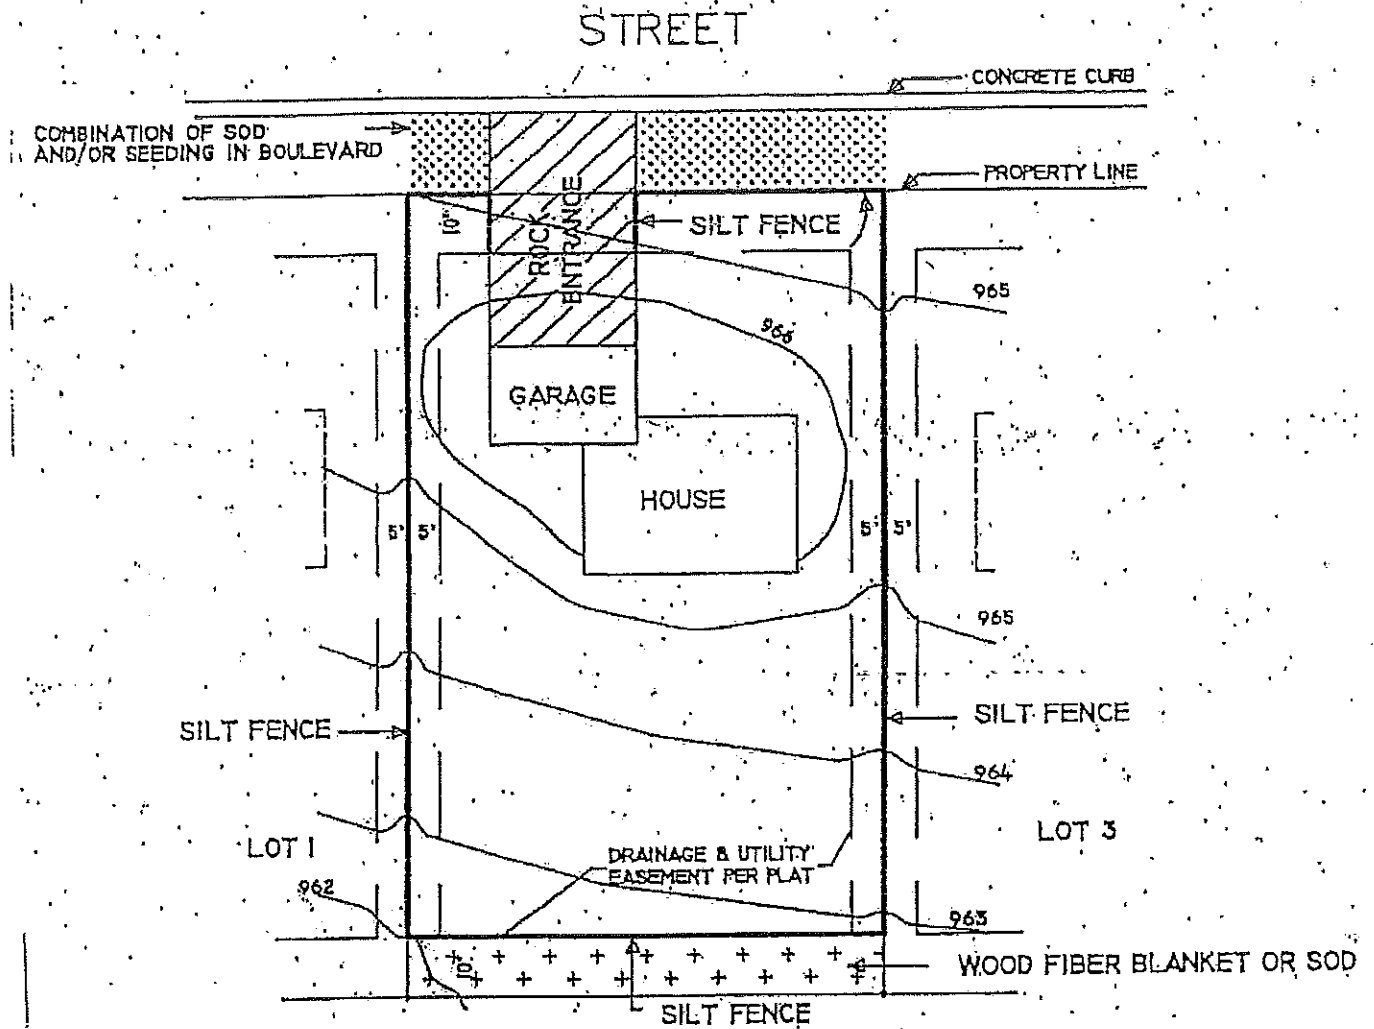 STREET
CONCRETE CURB
COMBINATION OF SOD
AND/OR SEEDING IN BOULEVARD
PROPERTY LINE
SILT FENCE
10'
ROCK
ENTRANCE
965
966
GARAGE
HOUSE
5' 5'
5' 5'
965
SILT FENCE
SILT FENCE
964
LOT 1
LOT 3
DRAINAGE & UTILITY
EASEMENT PER PLAT
962
963
10'
WOOD FIBER BLANKET OR SOD
SILT FENCE